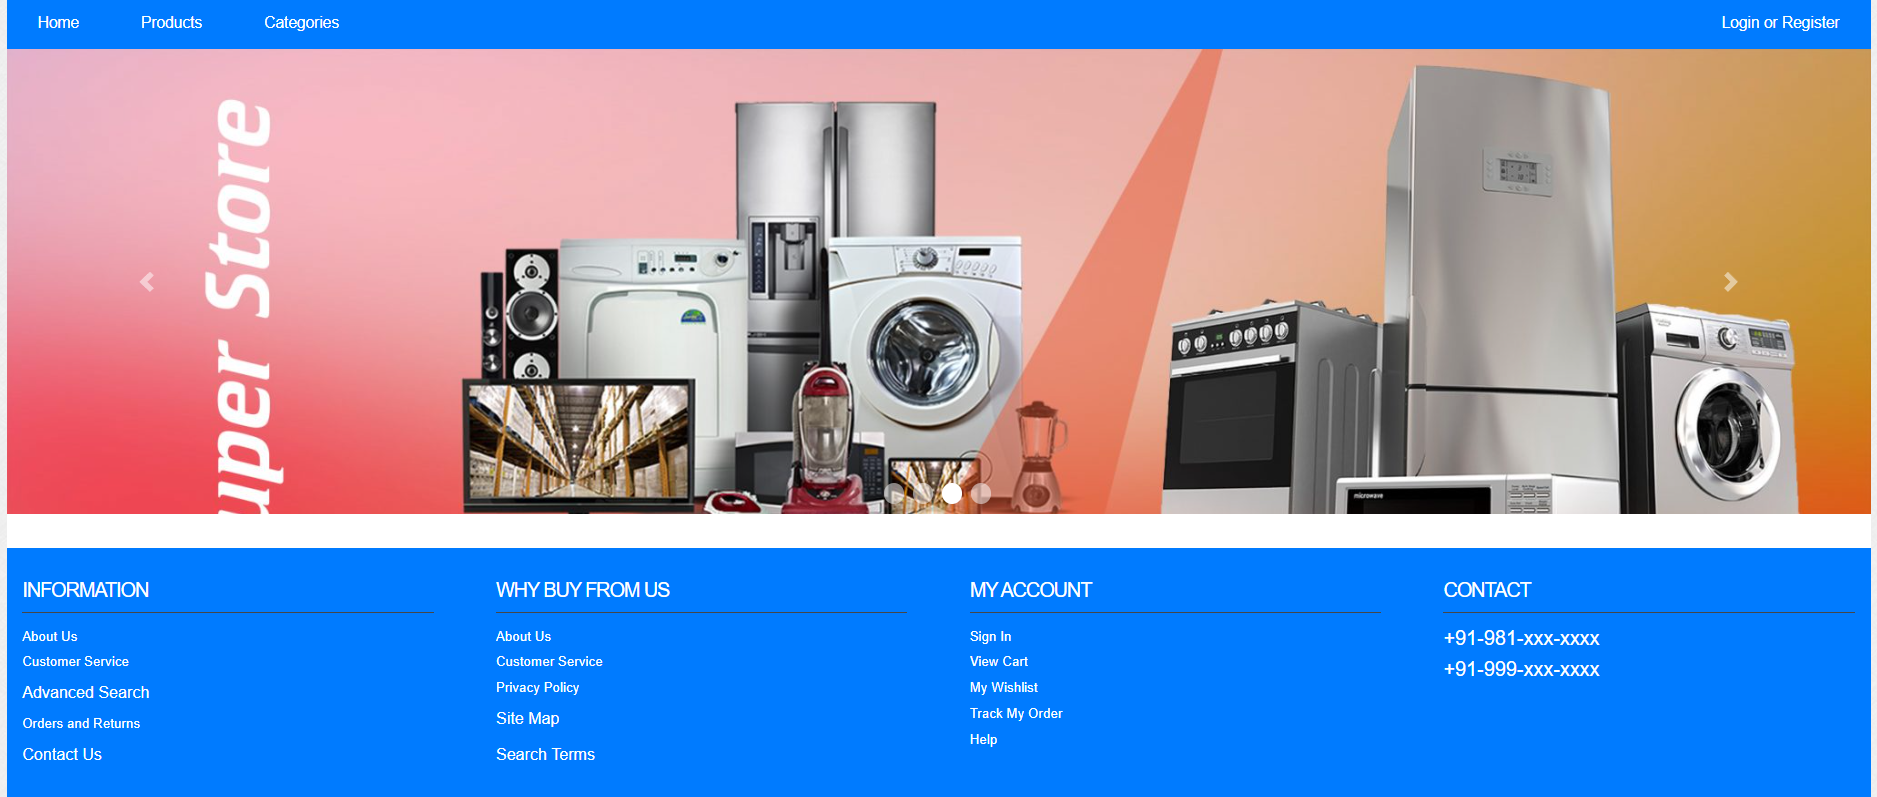 Home Products Categories Login or Register
uper Store
microwave
INFORMATION
About Us
Customer Service
Advanced Search
Orders and Returns
Contact Us
WHY BUY FROM US
About Us
Customer Service
Privacy Policy
Site Map
Search Terms
MY ACCOUNT
Sign In
View Cart
My Wishlist
Track My Order
Help
CONTACT
+91-981-xxx-xxxx
+91-999-xxx-xxxx